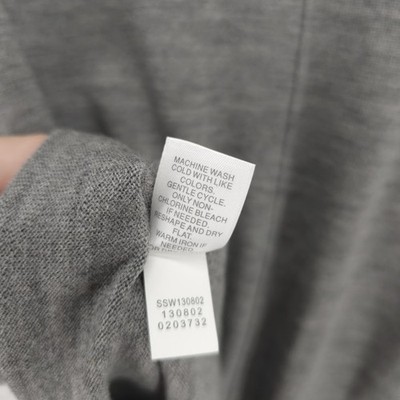 MACHINE WASH
COLD WITH LIKE
COLORS.
GENTLE CYCLE.
ONLY NON-
CHLORINE BLEACH
IF NEEDED.
RESHAPE AND DRY
FLAT.
WARM IRON IF
NEEDED
SSW130802
130802
0203732